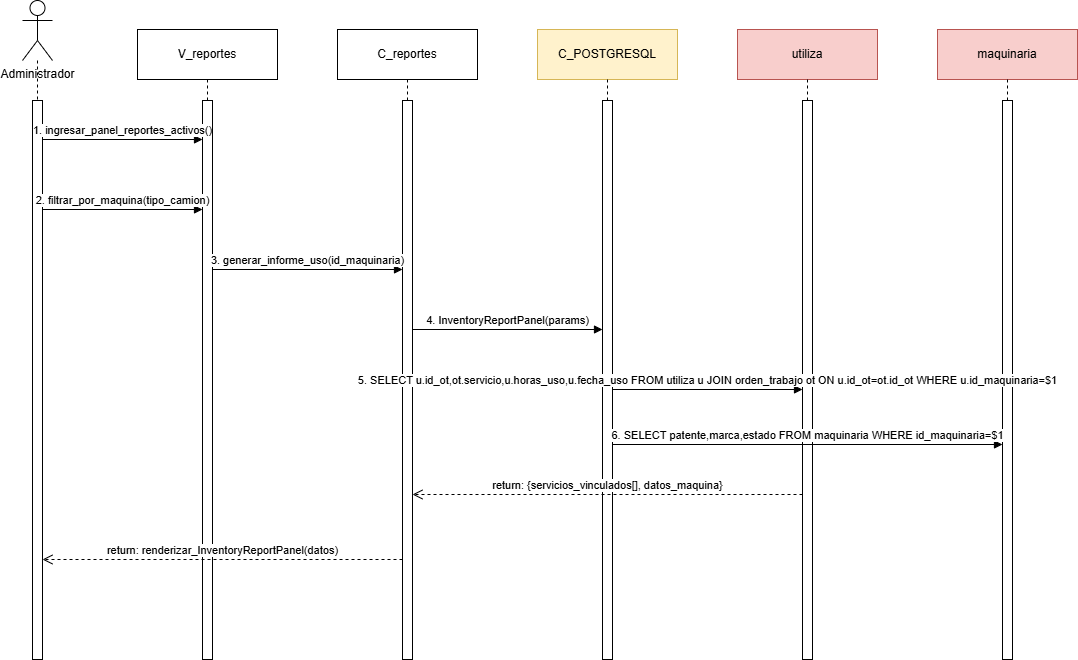 Administrador
V_reportes
C_reportes
C_POSTGRESQL
utiliza
maquinaria
1. ingresar_panel_reportes_activos()
2. filtrar_por_maquina(tipo_camion)
3. generar_informe_uso(id_maquinaria)
4. InventoryReportPanel(params)
5. SELECT u.id_ot,ot.servicio,u.horas_uso,u.fecha_uso FROM utiliza u JOIN orden_trabajo ot ON u.id_ot=ot.id_ot WHERE u.id_maquinaria=$1
6. SELECT patente,marca,estado FROM maquinaria WHERE id_maquinaria=$1
return: {servicios_vinculados[], datos_maquina}
return: renderizar_InventoryReportPanel(datos)